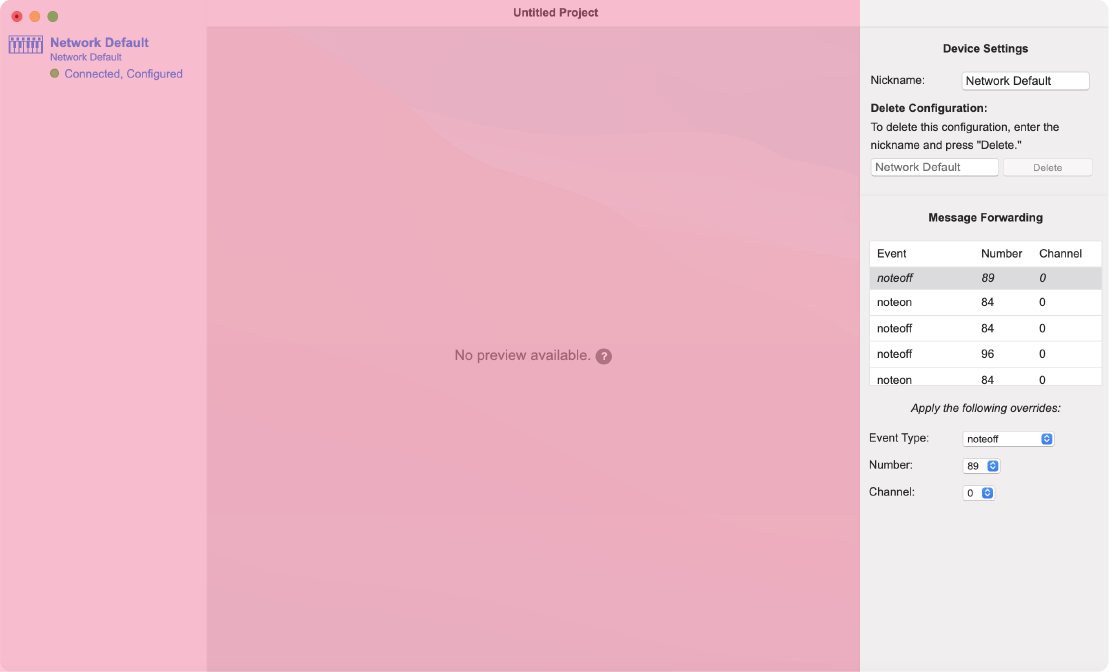 Untitled Project
Network Default
Network Default
Connected, Configured
No preview available. ?
Device Settings
Nickname: Network Default
Delete Configuration:
To delete this configuration, enter the
nickname and press "Delete."
Network Default Delete
Message Forwarding
Event Number Channel
noteoff 89 0
noteon 84 0
noteoff 84 0
noteoff 96 0
noteon 84 0
Apply the following overrides:
Event Type: noteoff
Number: 89
Channel: 0